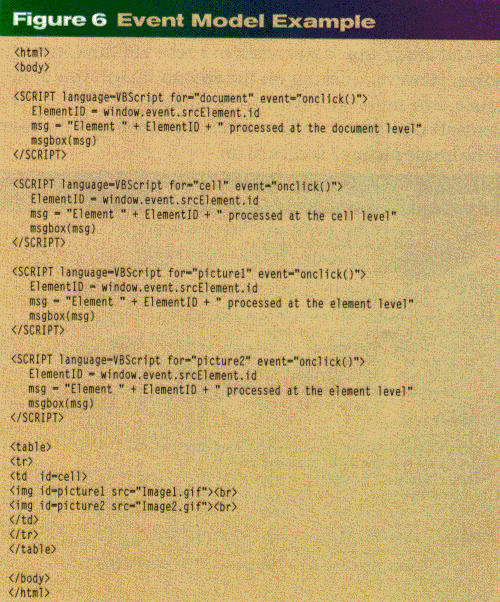 Figure 6 Event Model Example
<html>
<body>
<SCRIPT language=VBScript for="document" event="onclick()">
ElementID = window.event.srcElement.id
msg = "Element " + ElementID + " processed at the document level"
msgbox(msg)
</SCRIPT>
<SCRIPT language=VBScript for="cell" event="onclick()">
ElementID = window.event.srcElement.id
msg = "Element " + ElementID + " processed at the cell level"
msgbox(msg)
</SCRIPT>
<SCRIPT language=VBScript for="picture1" event="onclick()">
ElementID = window.event.srcElement.id
msg = "Element " + ElementID + " processed at the element level"
msgbox(msg)
</SCRIPT>
<SCRIPT language=VBScript for="picture2" event="onclick()">
ElementID = window.event.srcElement.id
msg = "Element " + ElementID + " processed at the element level"
msgbox(msg)
</SCRIPT>
<table>
<tr>
<td  id=cell>
<img id=picture1 src="Image1.gif"><br>
<img id=picture2 src="Image2.gif"><br>
</td>
</tr>
</table>
</body>
</html>